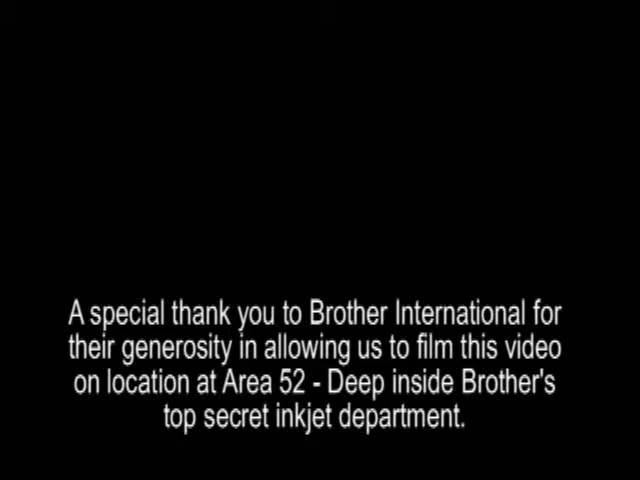 A special thank you to Brother International for
their generosity in allowing us to film this video
on location at Area 52 - Deep inside Brother's
top secret inkjet department.